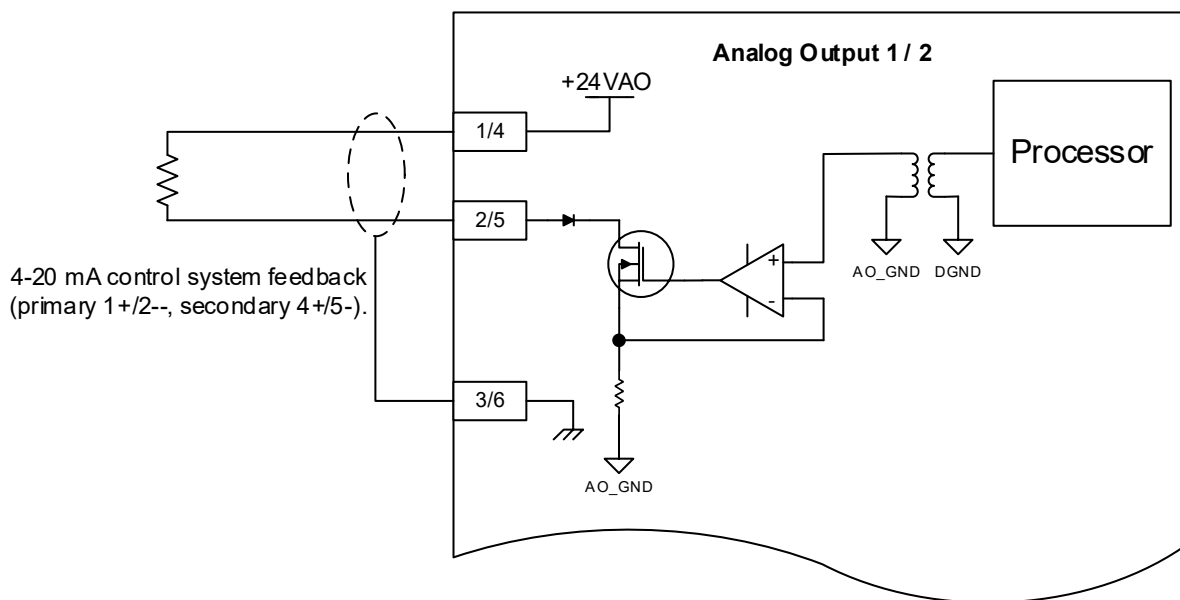 Analog Output 1 / 2
+24VAO
1/4
Processor
2/5
+
-
AO_GND
DGND
4-20 mA control system feedback
(primary 1+/2--, secondary 4+/5-).
3/6
AO_GND